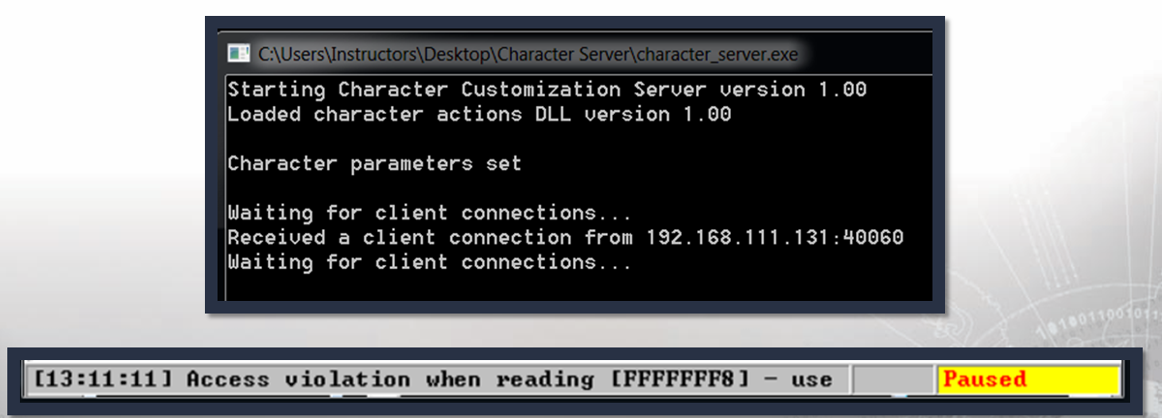 C:\Users\Instructors\Desktop\Character Server\character_server.exe
Starting Character Customization Server version 1.00
Loaded character actions DLL version 1.00
Character parameters set
Waiting for client connections...
Received a client connection from 192.168.111.131:40060
Waiting for client connections...
[13:11:11] Access violation when reading [FFFFFFF8] - use
Paused